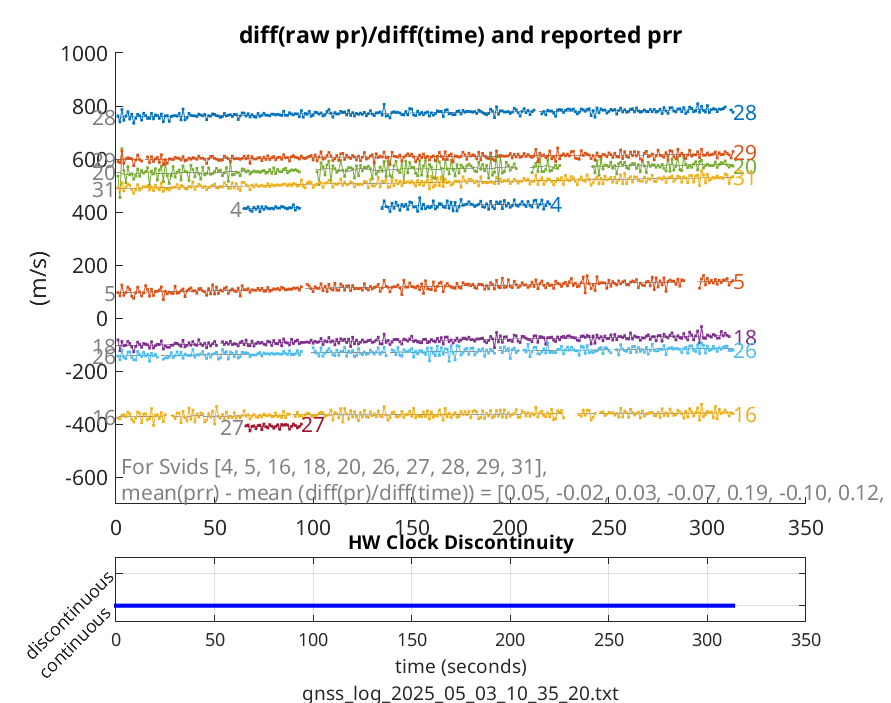 diff(raw pr)/diff(time) and reported prr
1000
800
600
400
200
0
-200
-400
-600
(m/s)
28 28
29 29
20 20
31 31
4 4
5 5
18 18
26 26
16 16
27 27
For Svids [4, 5, 16, 18, 20, 26, 27, 28, 29, 31],
mean(prr) - mean (diff(pr)/diff(time)) = [0.05, -0.02, 0.03, -0.07, 0.19, -0.10, 0.12,
0 50 100 150 200 250 300 350
HW Clock Discontinuity
discontinuous
continuous
0 50 100 150 200 250 300 350
time (seconds)
gnss_log_2025_05_03_10_35_20.txt